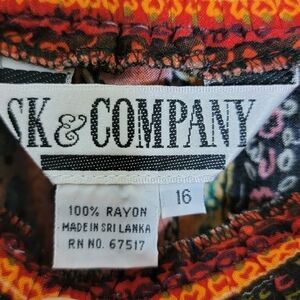 SK & COMPANY
16
100% RAYON
MADE IN SRI LANKA
RN NO. 67517